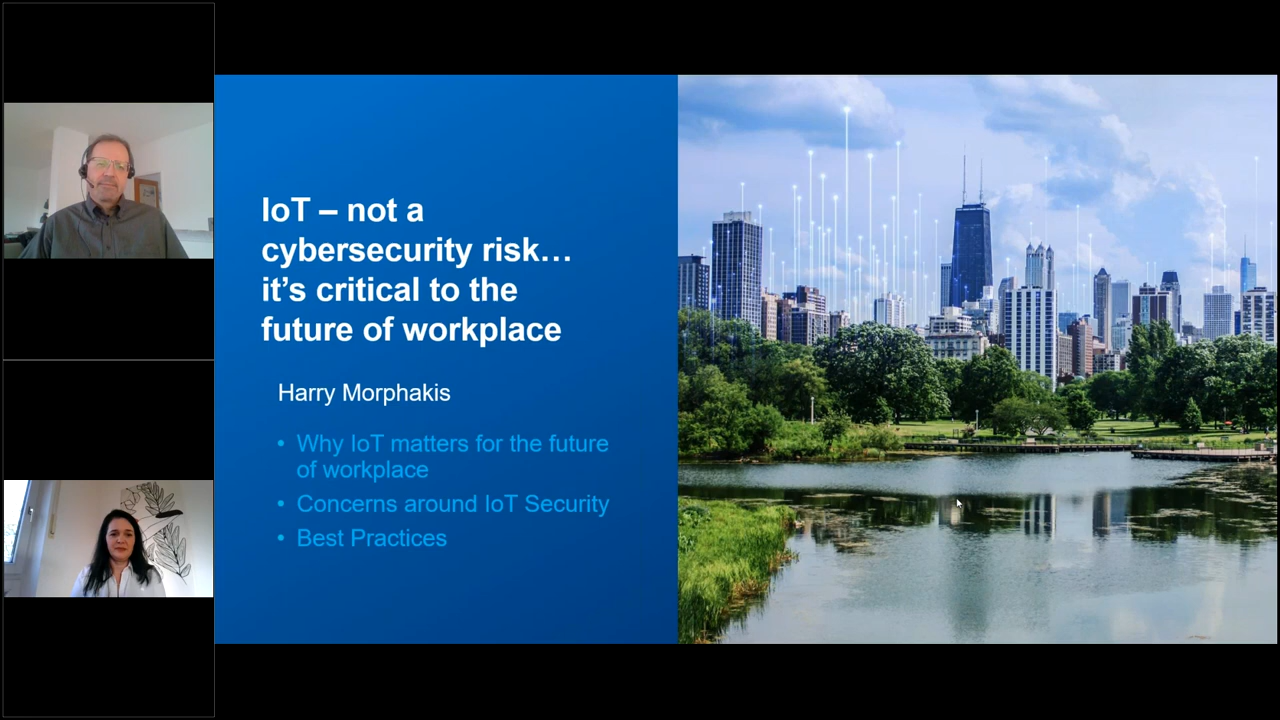 IoT – not a
cybersecurity risk…
it’s critical to the
future of workplace
Harry Morphakis
• Why IoT matters for the future
of workplace
• Concerns around IoT Security
• Best Practices